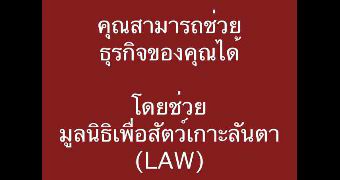 คุณสามารถช่วย
ธุรกิจของคุณได้
โดยช่วย
มูลนิธิเพื่อสัตว์เกาะลันตา
(LAW)